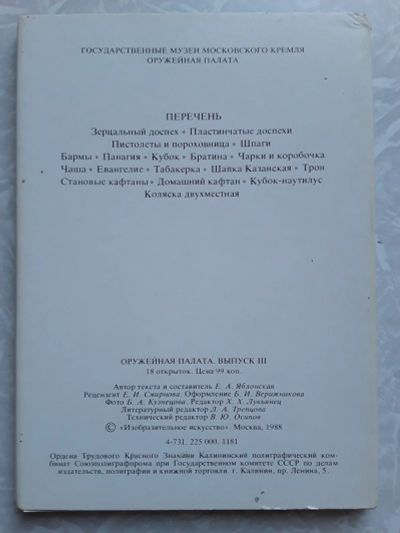 ГОСУДАРСТВЕННЫЕ МУЗЕИ МОСКОВСКОГО КРЕМЛЯ
ОРУЖЕЙНАЯ ПАЛАТА
ПЕРЕЧЕНЬ
Зерцальный доспех • Пластинчатые доспехи
Пистолеты и пороховница • Шпаги
Бармы • Панагия • Кубок • Братина • Чарки и коробочка
Чаша • Евангелие • Табакерка • Шапка Казанская • Трон
Становые кафтаны • Домашний кафтан • Кубок-наутилус
Коляска двухместная
ОРУЖЕЙНАЯ ПАЛАТА. ВЫПУСК III
18 открыток. Цена 99 коп.
Автор текста и составитель Е. А. Яблонская
Рецензент Е. И. Смирнова. Оформление Б. И. Верижникова
Фото Б. А. Кузнецова. Редактор Х. Х. Лукьянец
Литературный редактор Л. А. Трепцова
Технический редактор В. Ю. Осипов
© «Изобразительное искусство». Москва, 1988
4-731. 225 000. 1181
Ордена Трудового Красного Знамени Калининский полиграфический ком-
бинат Союзполиграфпрома при Государственном комитете СССР по делам
издательств, полиграфии и книжной торговли. г. Калинин, пр. Ленина, 5.